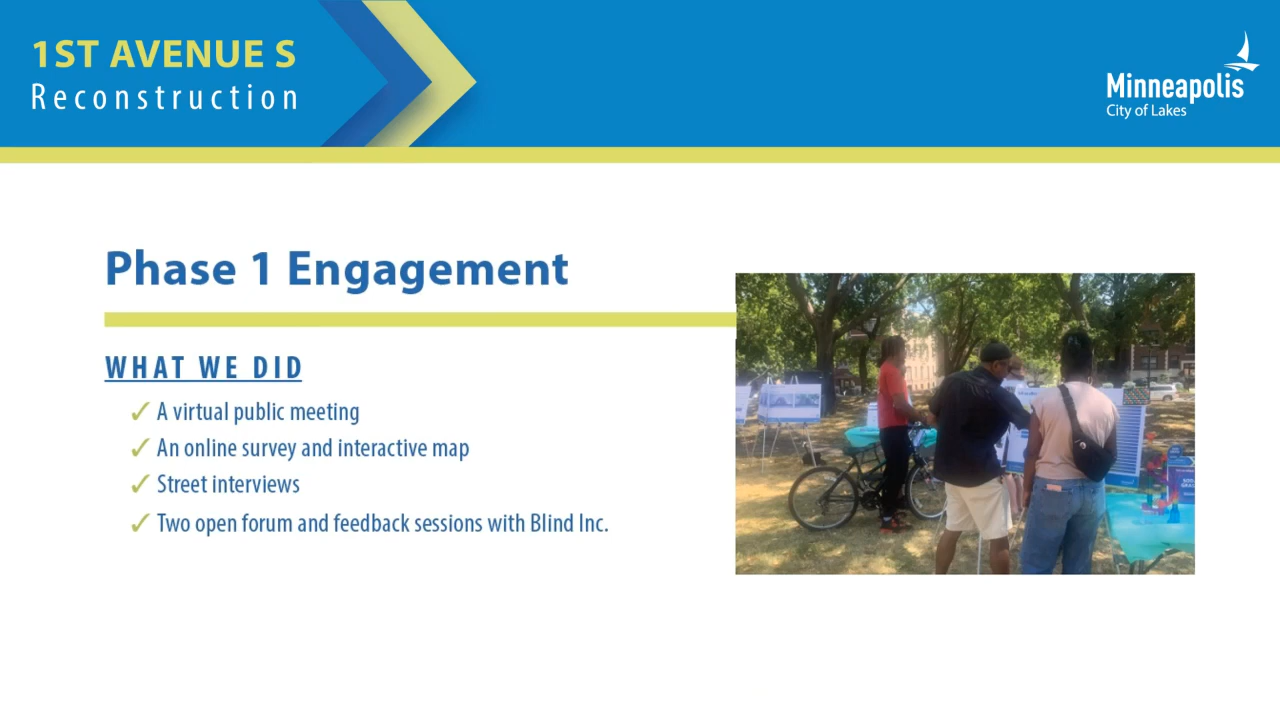 1ST AVENUE S
Reconstruction
Minneapolis
City of Lakes
Phase 1 Engagement
WHAT WE DID
✓ A virtual public meeting
✓ An online survey and interactive map
✓ Street interviews
✓ Two open forum and feedback sessions with Blind Inc.